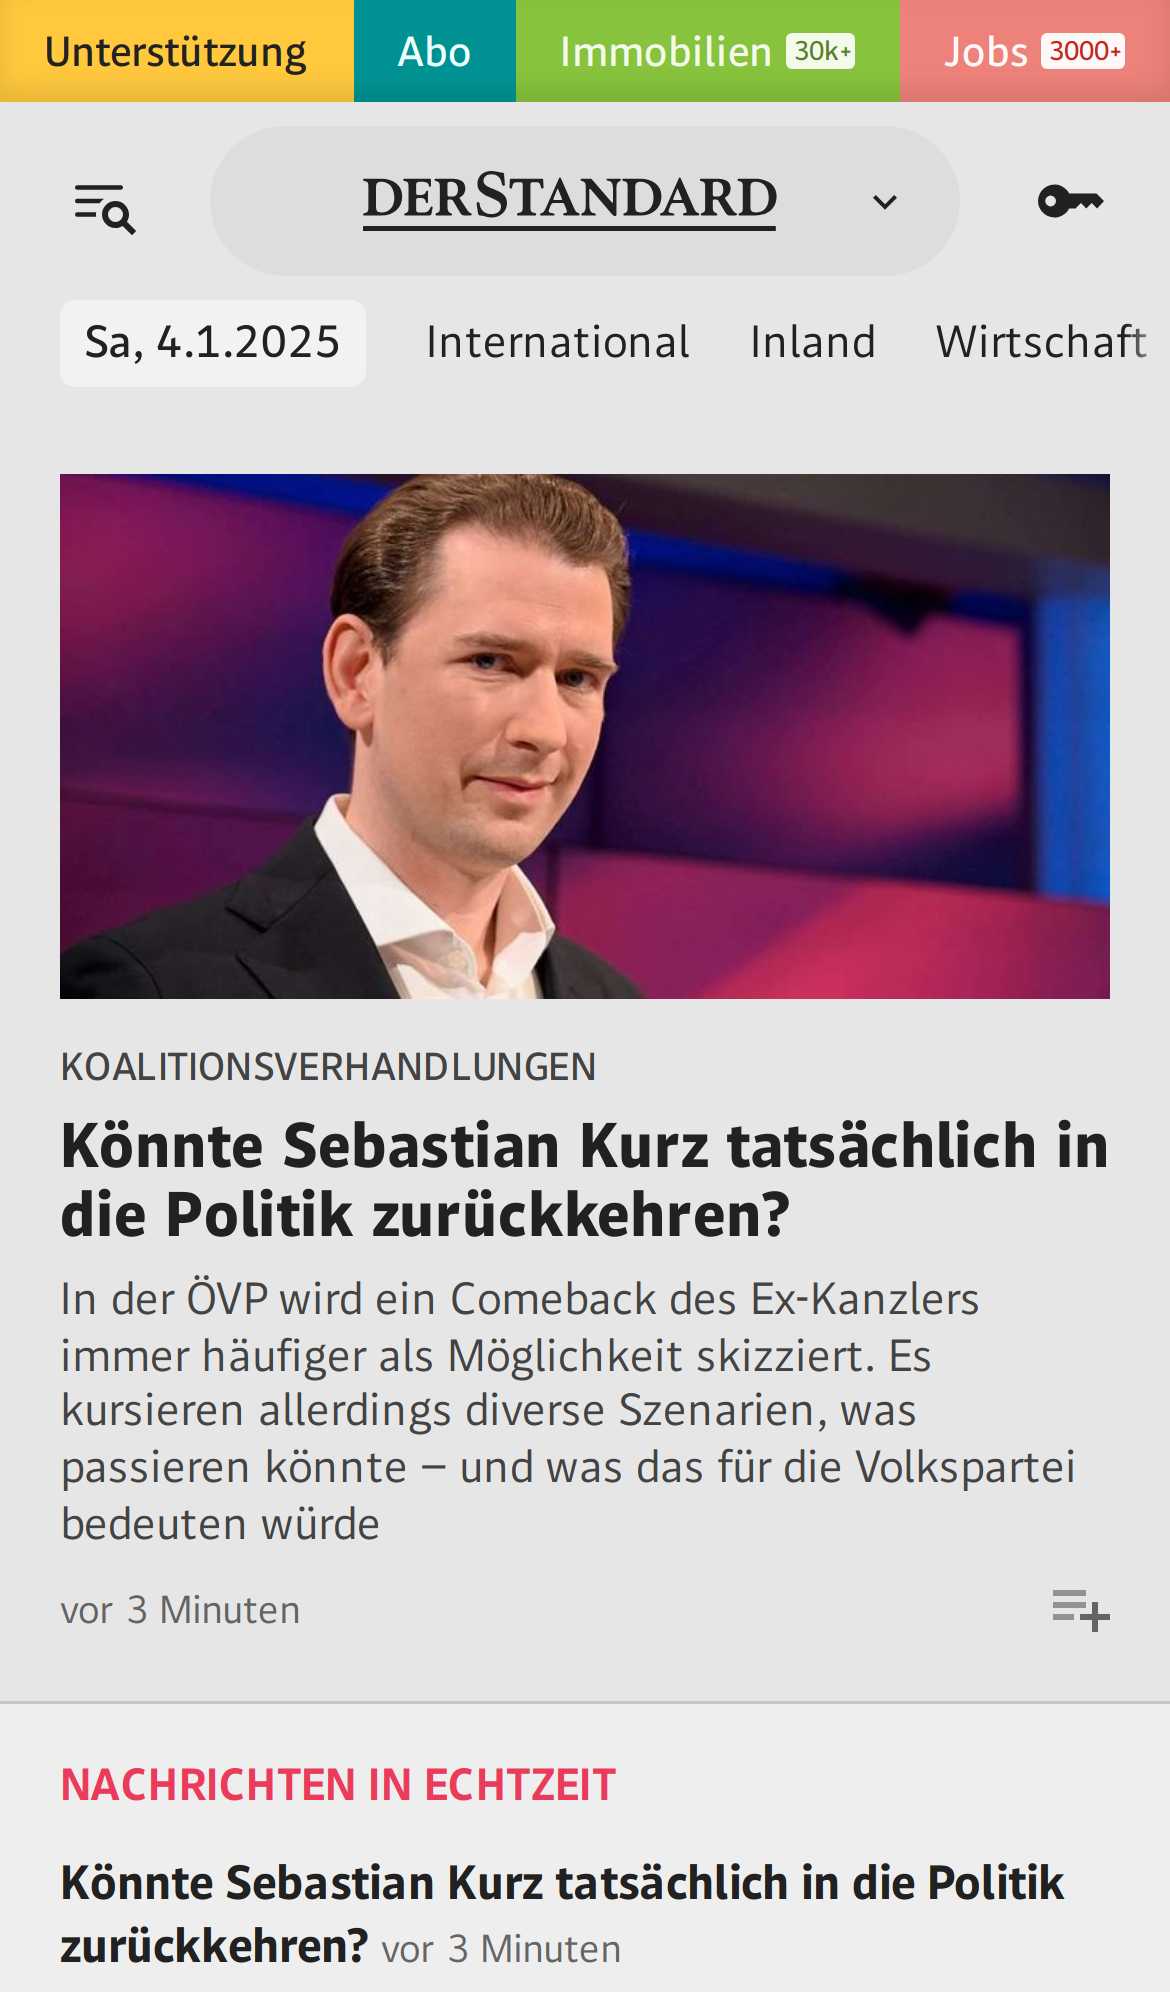 Unterstützung
Abo
Immobilien 30k+
Jobs 3000+
DERSTANDARD
Sa, 4.1.2025
International
Inland
Wirtschaft
KOALITIONSVERHANDLUNGEN
Könnte Sebastian Kurz tatsächlich in
die Politik zurückkehren?
In der ÖVP wird ein Comeback des Ex-Kanzlers
immer häufiger als Möglichkeit skizziert. Es
kursieren allerdings diverse Szenarien, was
passieren könnte – und was das für die Volkspartei
bedeuten würde
vor 3 Minuten
NACHRICHTEN IN ECHTZEIT
Könnte Sebastian Kurz tatsächlich in die Politik
zurückkehren? vor 3 Minuten